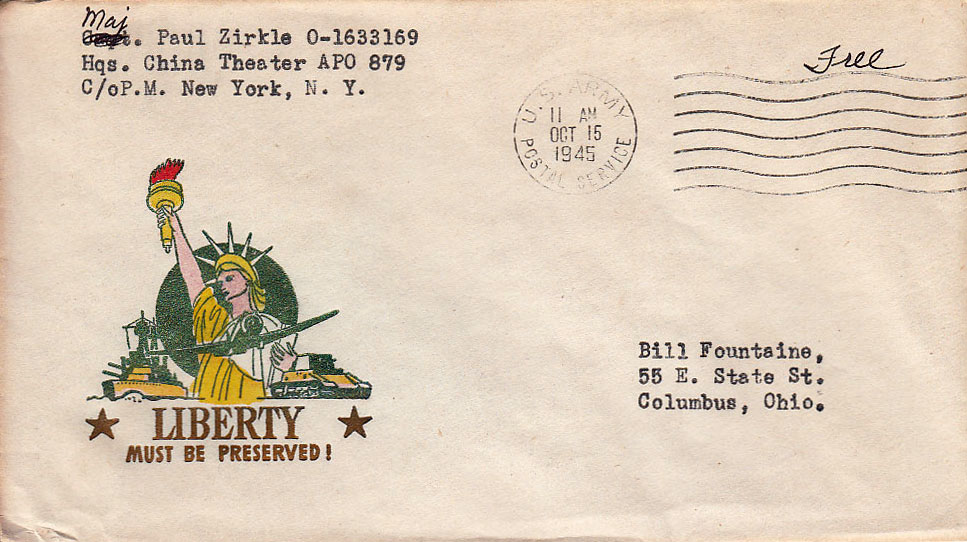 Maj
Capt. Paul Zirkle O-1633169
Hqs. China Theater APO 879
C/oP.M. New York, N. Y.
Free
U.S. ARMY
11 AM
OCT 15
1945
POSTAL SERVICE
Bill Fountaine,
55 E. State St.
Columbus, Ohio.
LIBERTY
MUST BE PRESERVED!